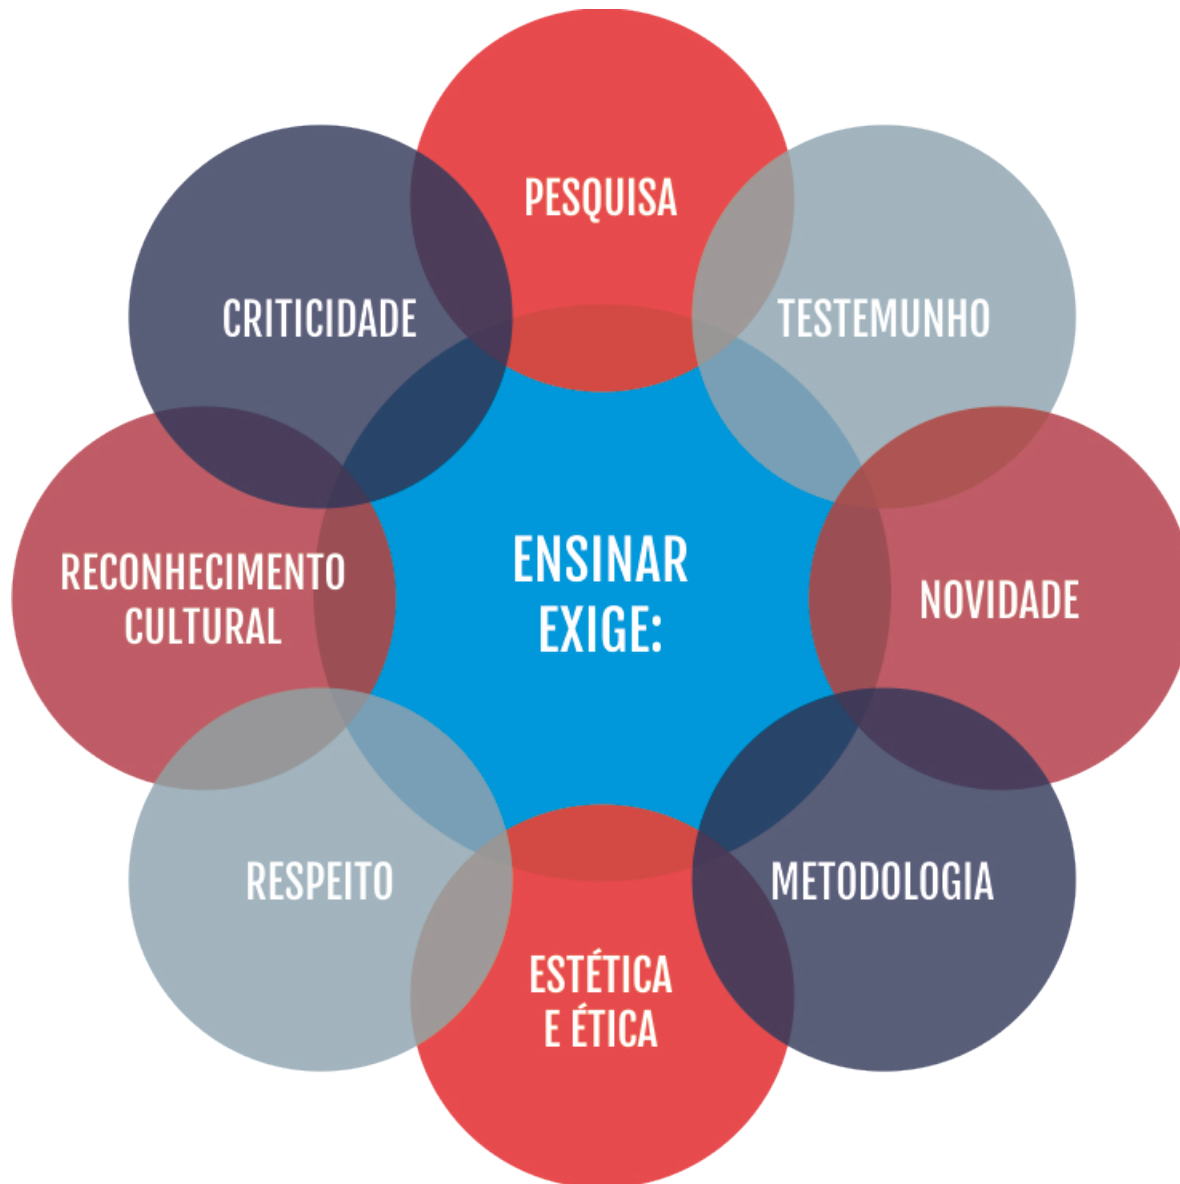 PESQUISA
CRITICIDADE
TESTEMUNHO
RECONHECIMENTO
CULTURAL
ENSINAR
EXIGE:
NOVIDADE
RESPEITO
METODOLOGIA
ESTÉTICA
E ÉTICA